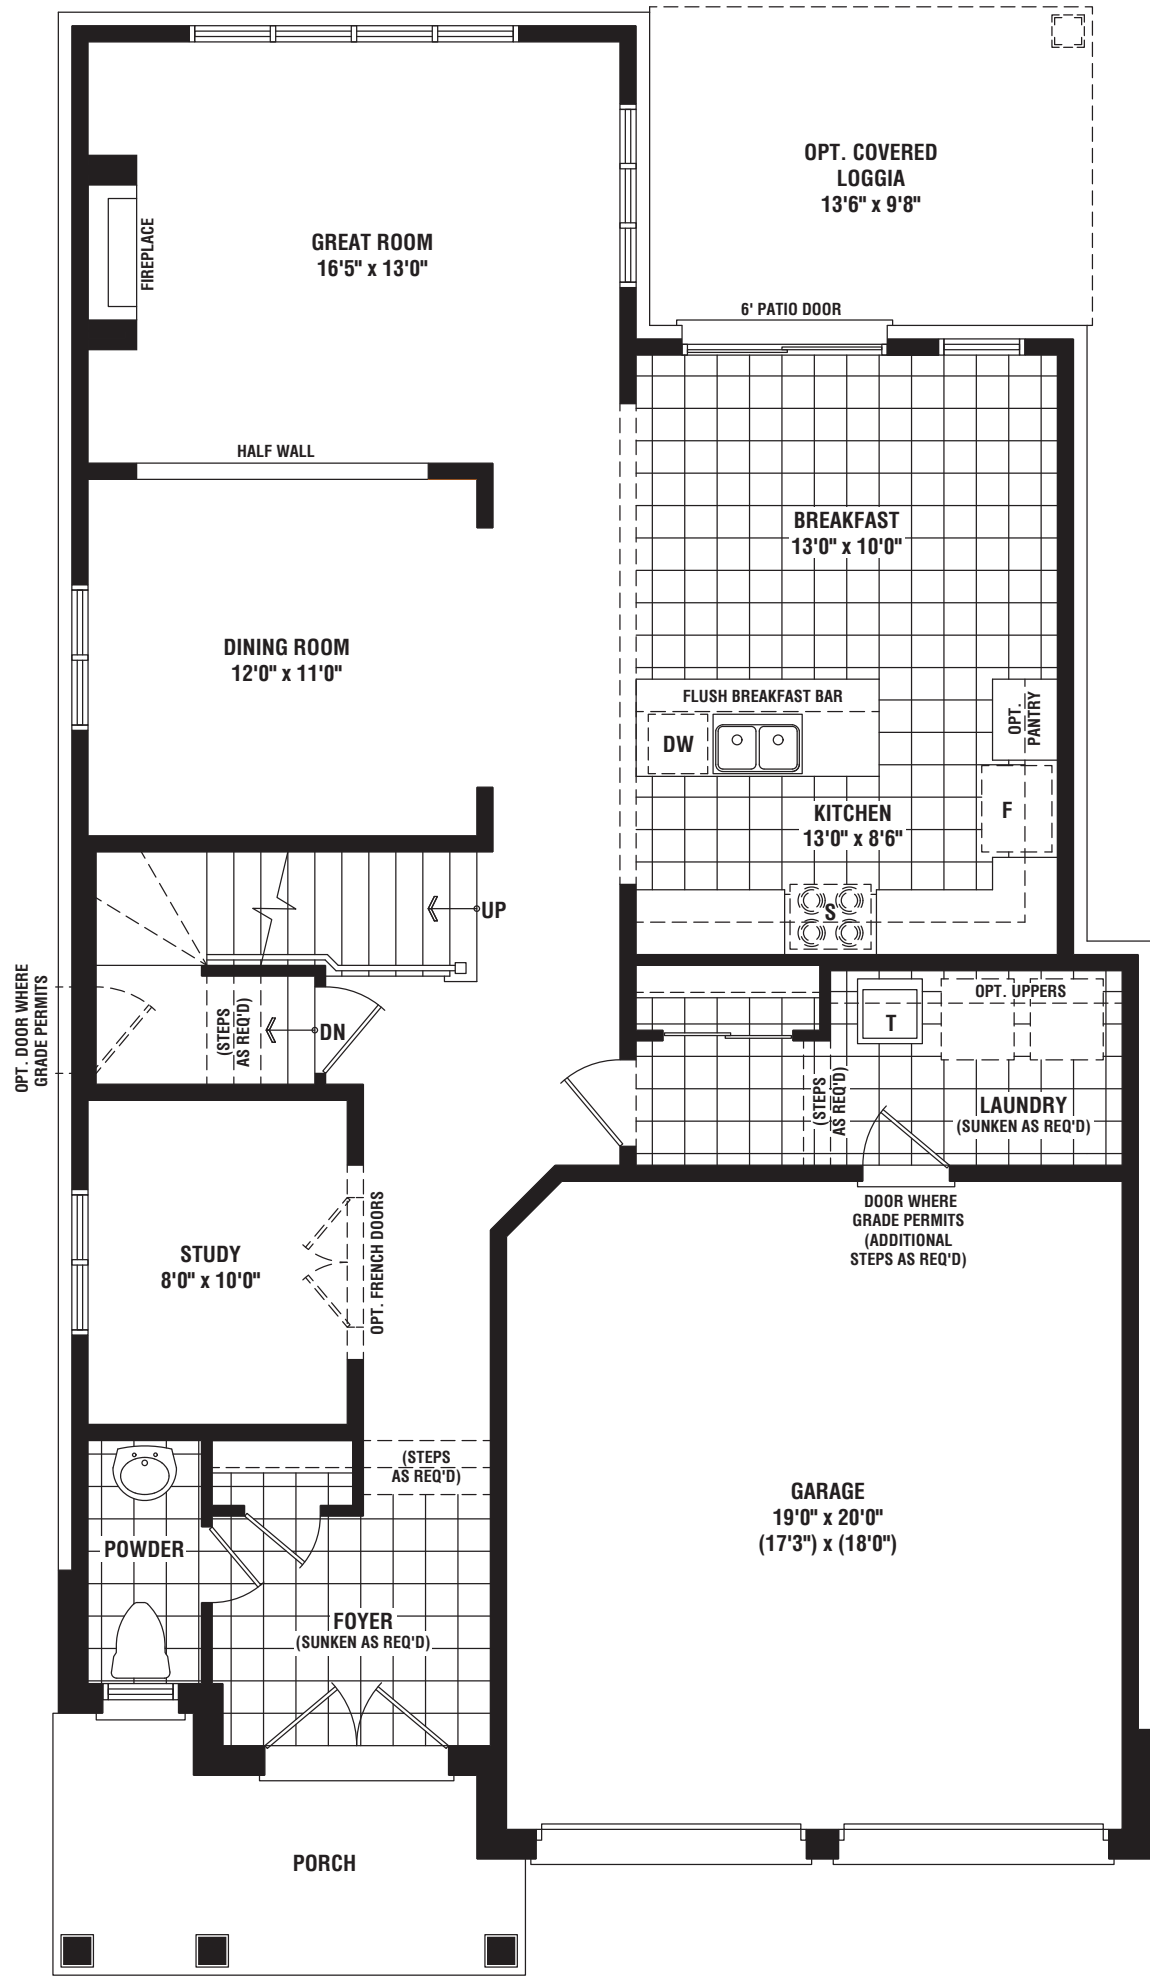 OPT. COVERED
LOGGIA
13'6" x 9'8"
GREAT ROOM
16'5" x 13'0"
FIREPLACE
6' PATIO DOOR
HALF WALL
BREAKFAST
13'0" x 10'0"
DINING ROOM
12'0" x 11'0"
FLUSH BREAKFAST BAR
OPT.
PANTRY
DW
KITCHEN
13'0" x 8'6"
F
S
UP
OPT. DOOR WHERE
GRADE PERMITS
(STEPS
AS REQ'D)
DN
OPT. UPPERS
T
(STEPS
AS REQ'D)
LAUNDRY
(SUNKEN AS REQ'D)
DOOR WHERE
GRADE PERMITS
(ADDITIONAL
STEPS AS REQ'D)
STUDY
8'0" x 10'0"
OPT. FRENCH DOORS
(STEPS
AS REQ'D)
GARAGE
19'0" x 20'0"
(17'3") x (18'0")
POWDER
FOYER
(SUNKEN AS REQ'D)
PORCH